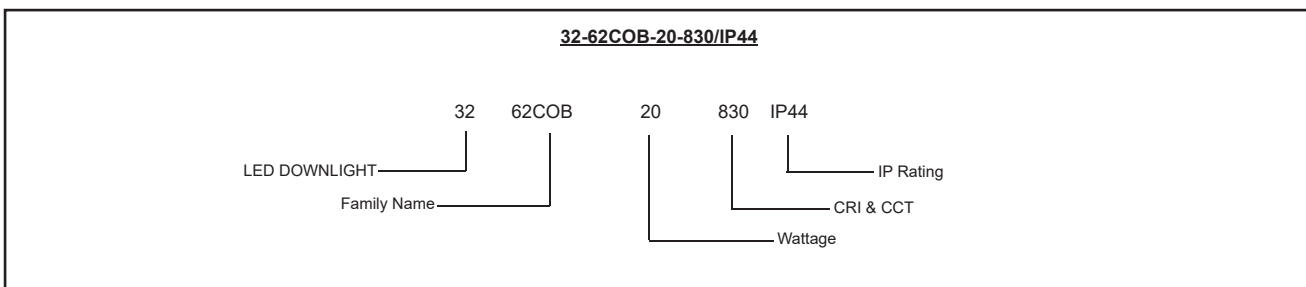 32-62COB-20-830/IP44
32 62COB 20 830 IP44
LED DOWNLIGHT IP Rating
Family Name CRI & CCT
Wattage